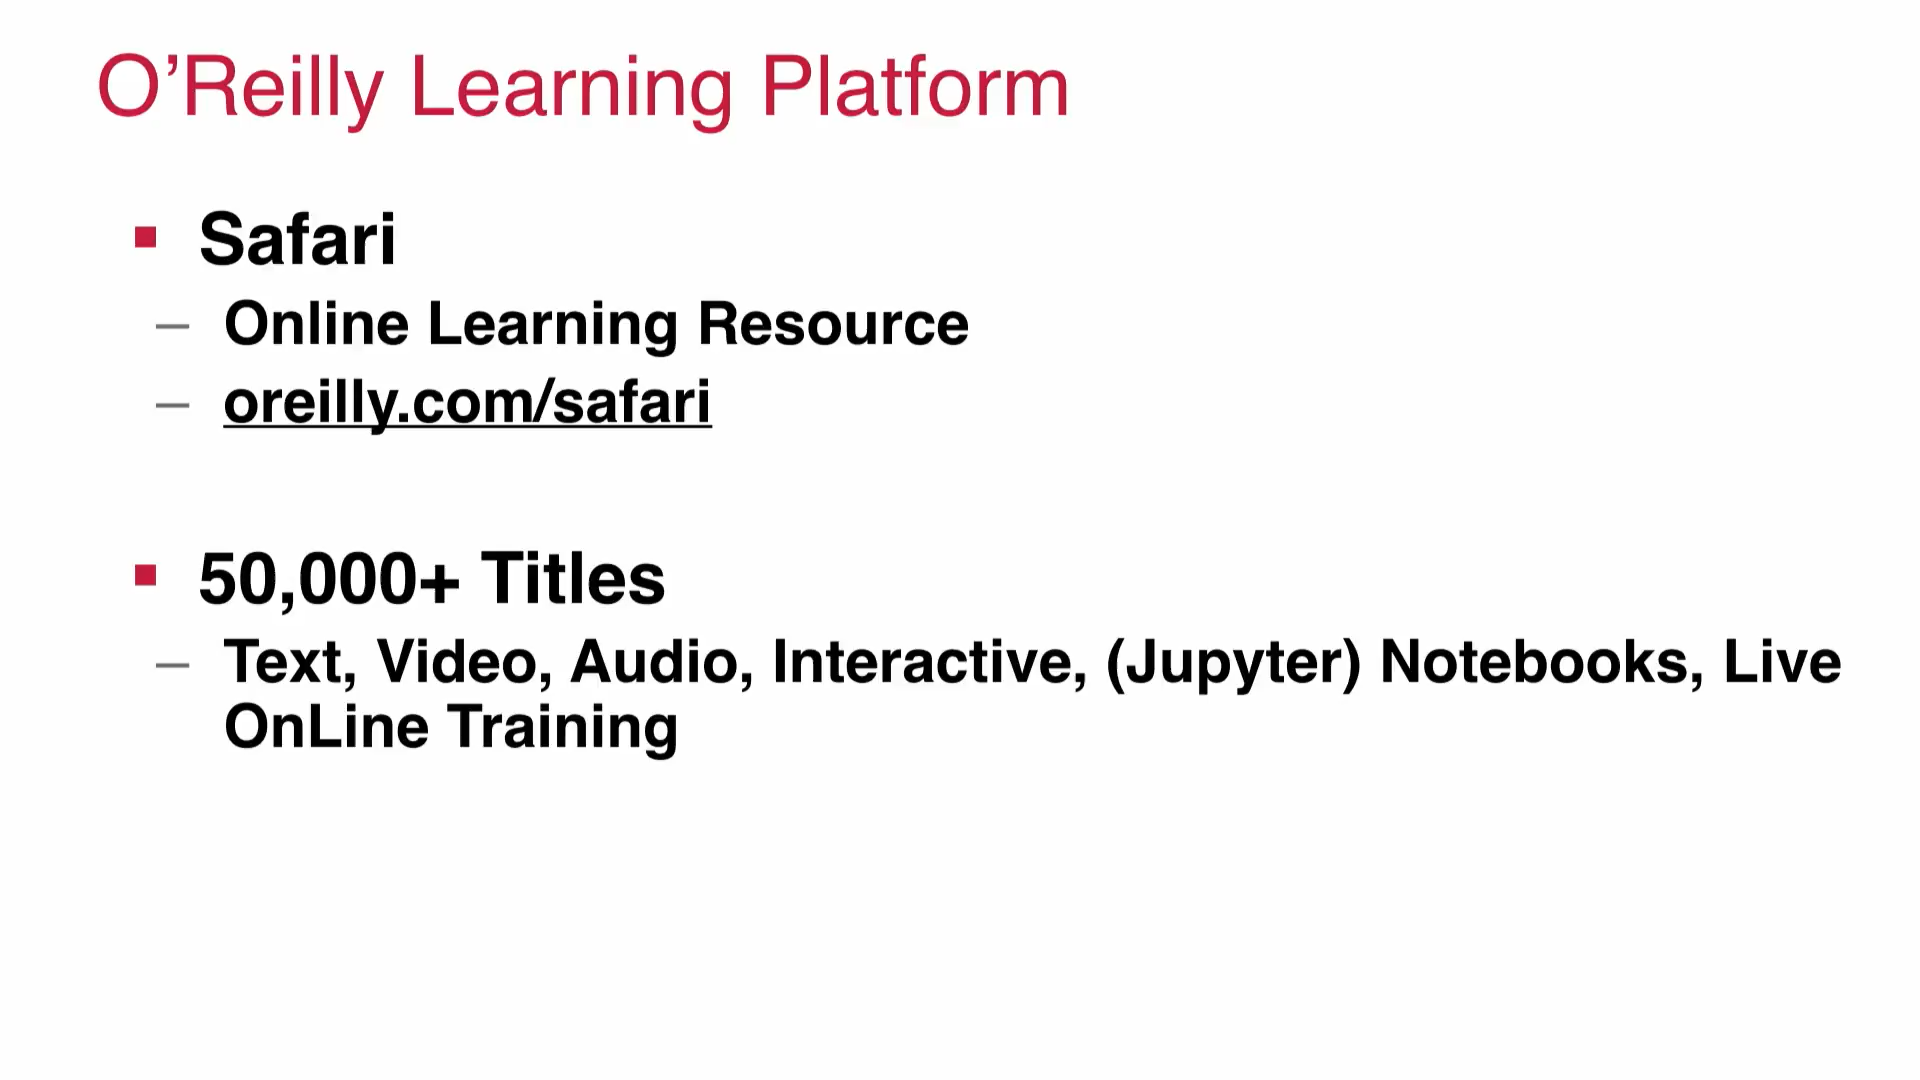 O’Reilly Learning Platform
▪ Safari
– Online Learning Resource
– oreilly.com/safari
▪ 50,000+ Titles
– Text, Video, Audio, Interactive, (Jupyter) Notebooks, Live
OnLine Training